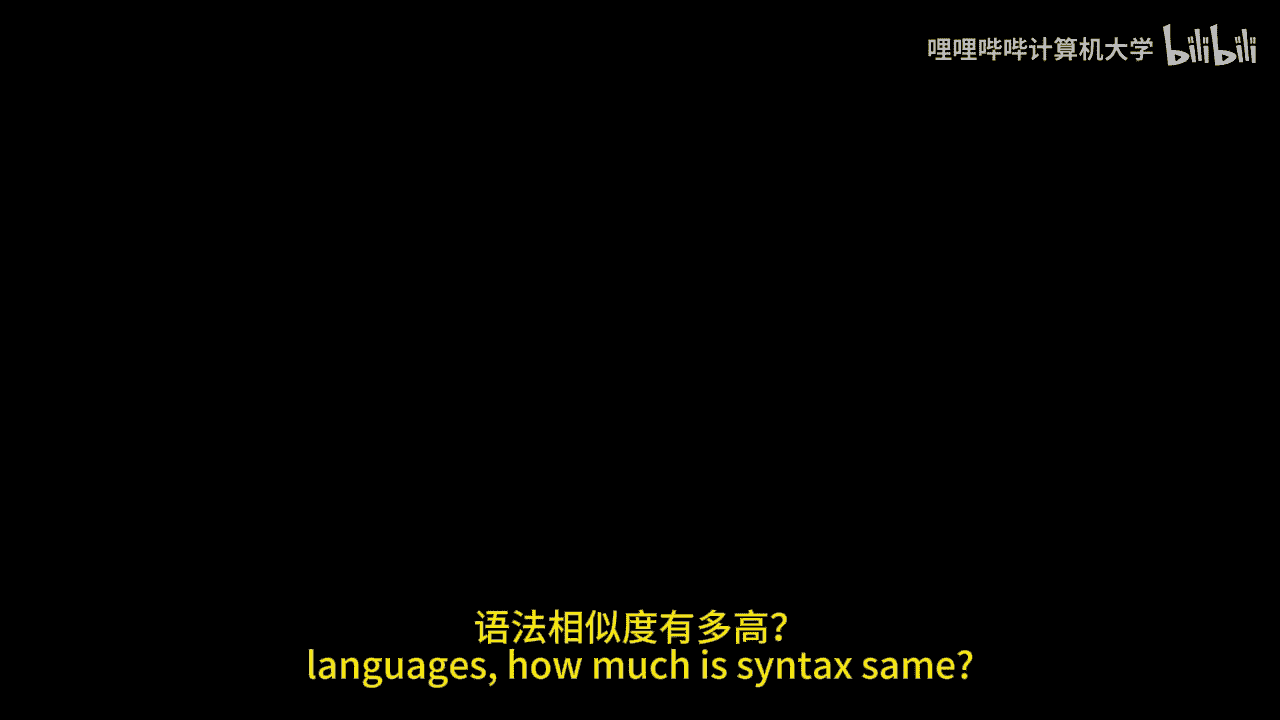 哩哩哔哔计算机大学 bilibili
语法相似度有多高？
languages, how much is syntax same?